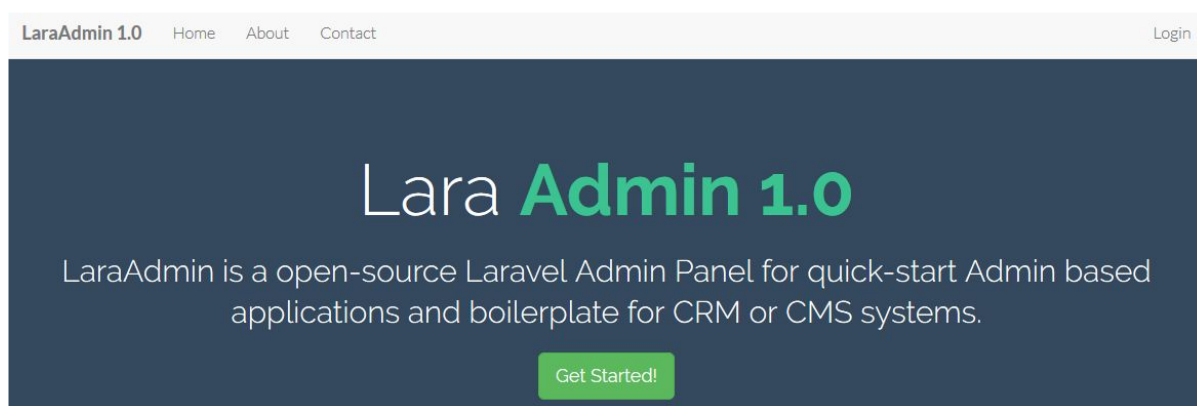 LaraAdmin 1.0 Home About Contact Login
Lara Admin 1.0
LaraAdmin is a open-source Laravel Admin Panel for quick-start Admin based
applications and boilerplate for CRM or CMS systems.
Get Started!